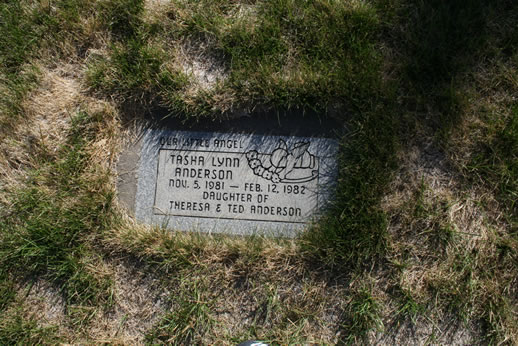 OUR LITTLE ANGEL
TASHA LYNN
ANDERSON
NOV. 5, 1981 — FEB. 12, 1982
DAUGHTER OF
THERESA & TED ANDERSON